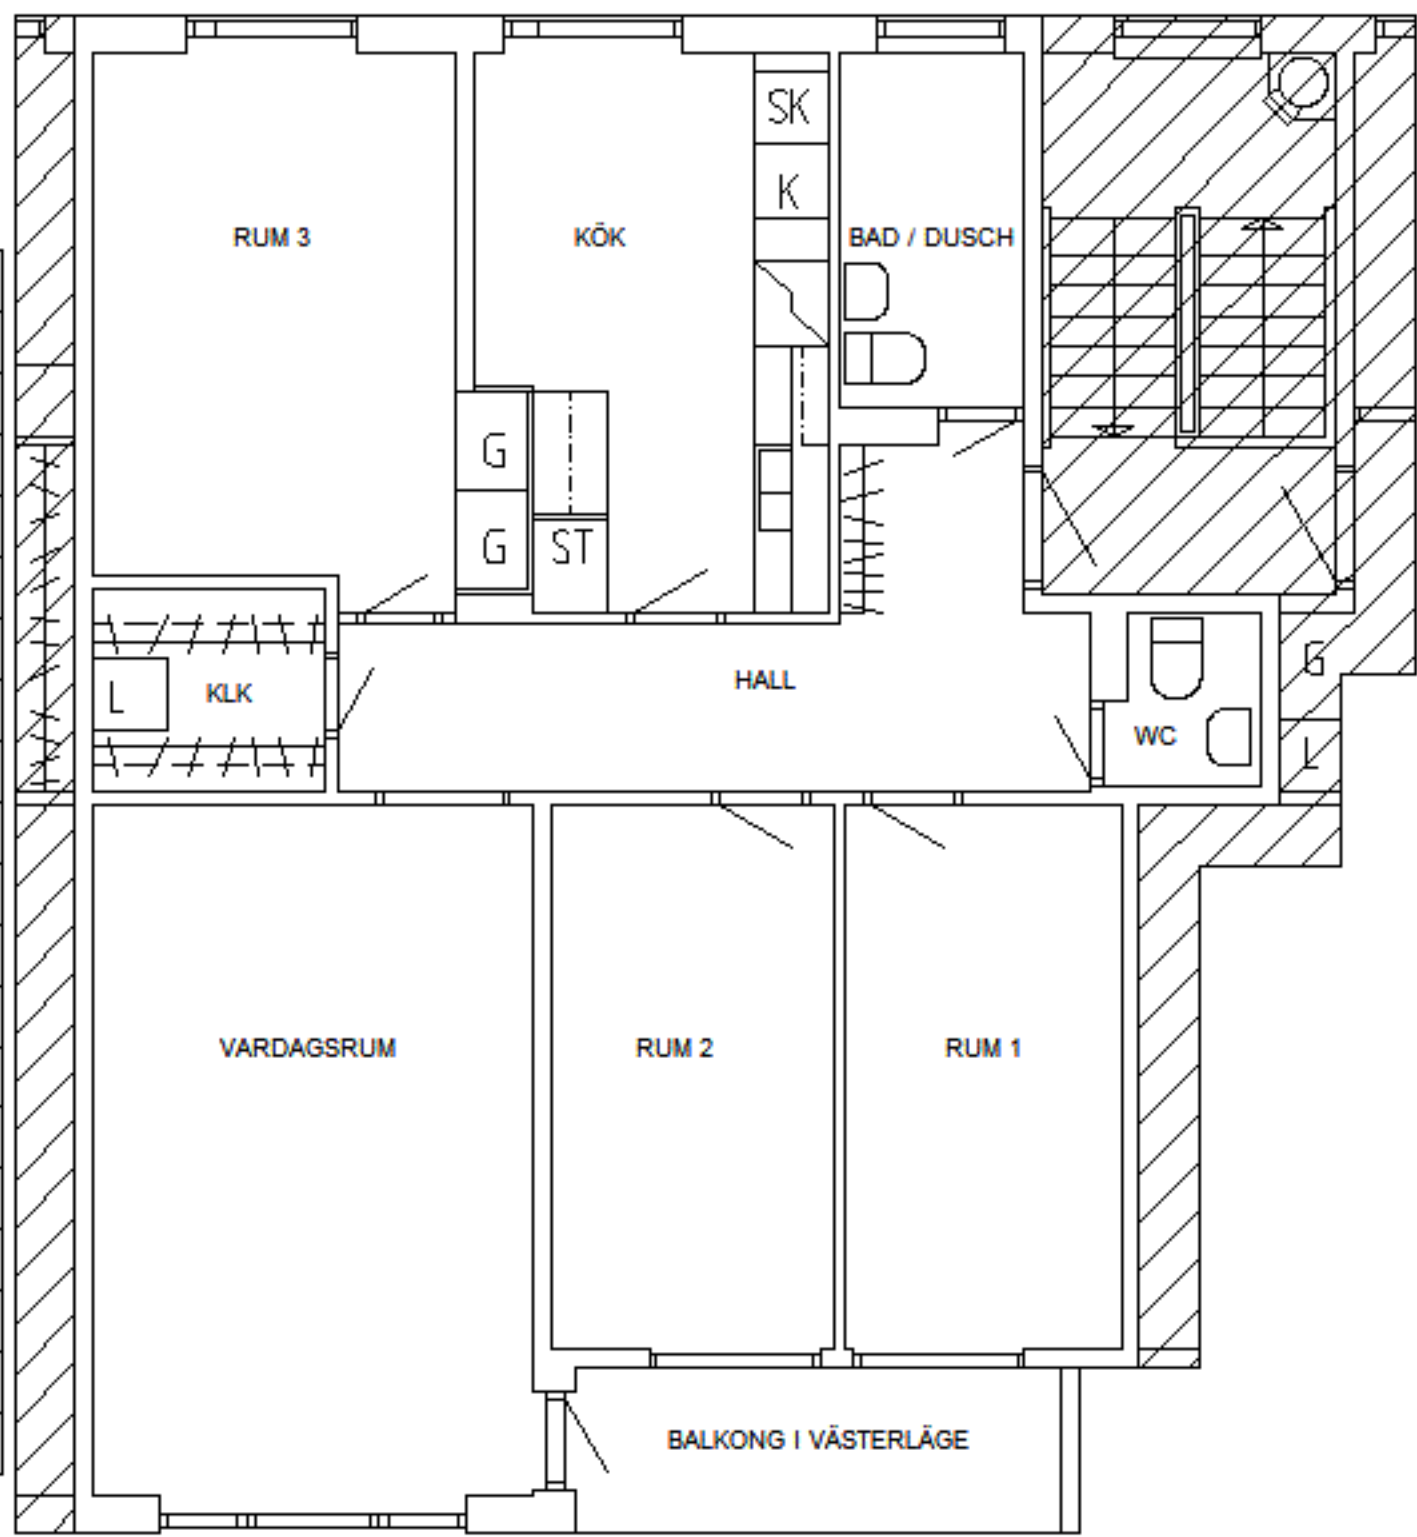 SK
K
RUM 3
KÖK
BAD / DUSCH
G
G
ST
G
HALL
L
KLK
WC
L
VARDAGSRUM
RUM 2
RUM 1
BALKONG I VÄSTERLÄGE